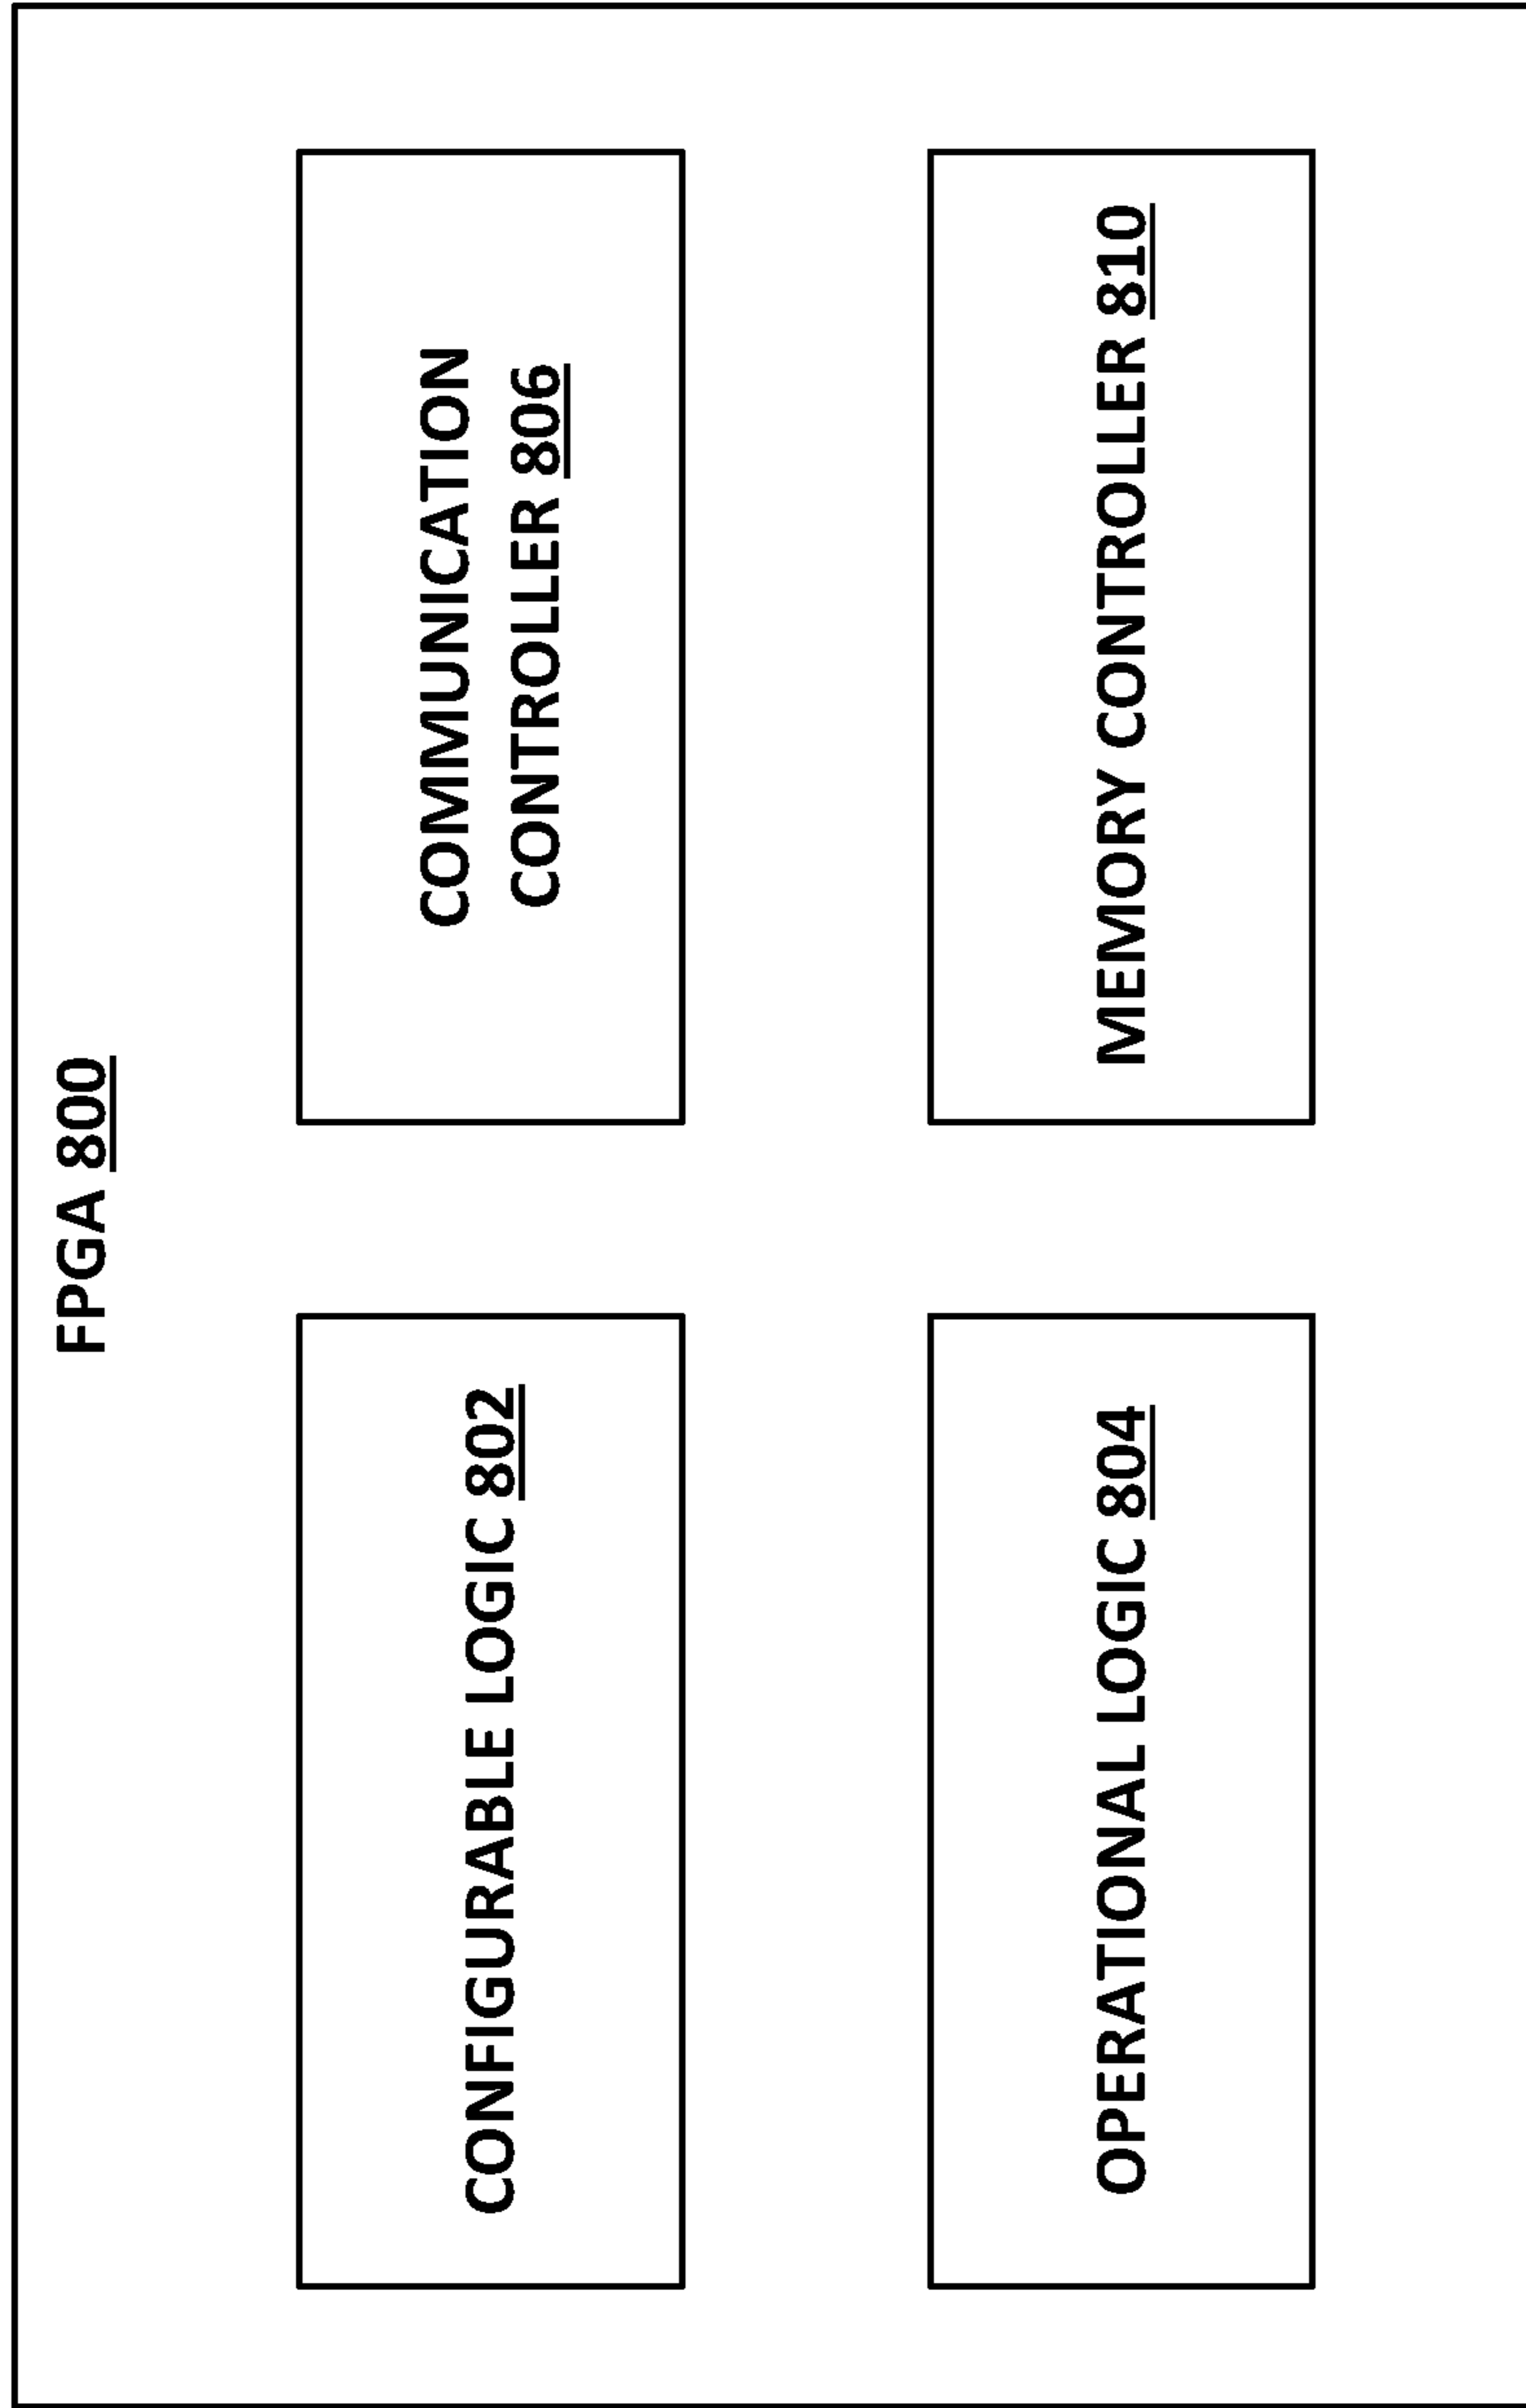 FPGA 800
CONFIGURABLE LOGIC 802
COMMUNICATION
CONTROLLER 806
OPERATIONAL LOGIC 804
MEMORY CONTROLLER 810